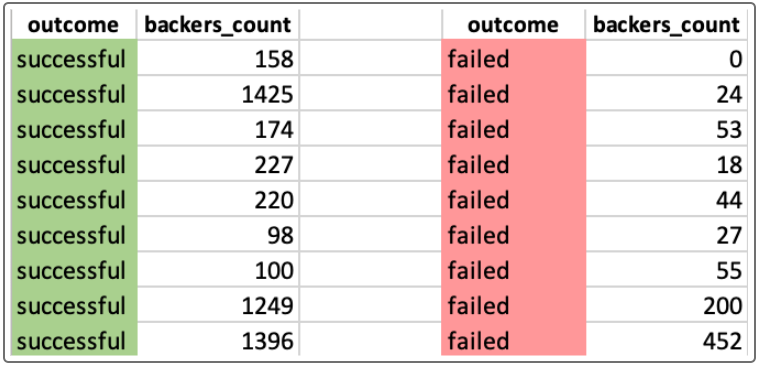 outcome backers_count outcome backers_count
successful 158 failed 0
successful 1425 failed 24
successful 174 failed 53
successful 227 failed 18
successful 220 failed 44
successful 98 failed 27
successful 100 failed 55
successful 1249 failed 200
successful 1396 failed 452